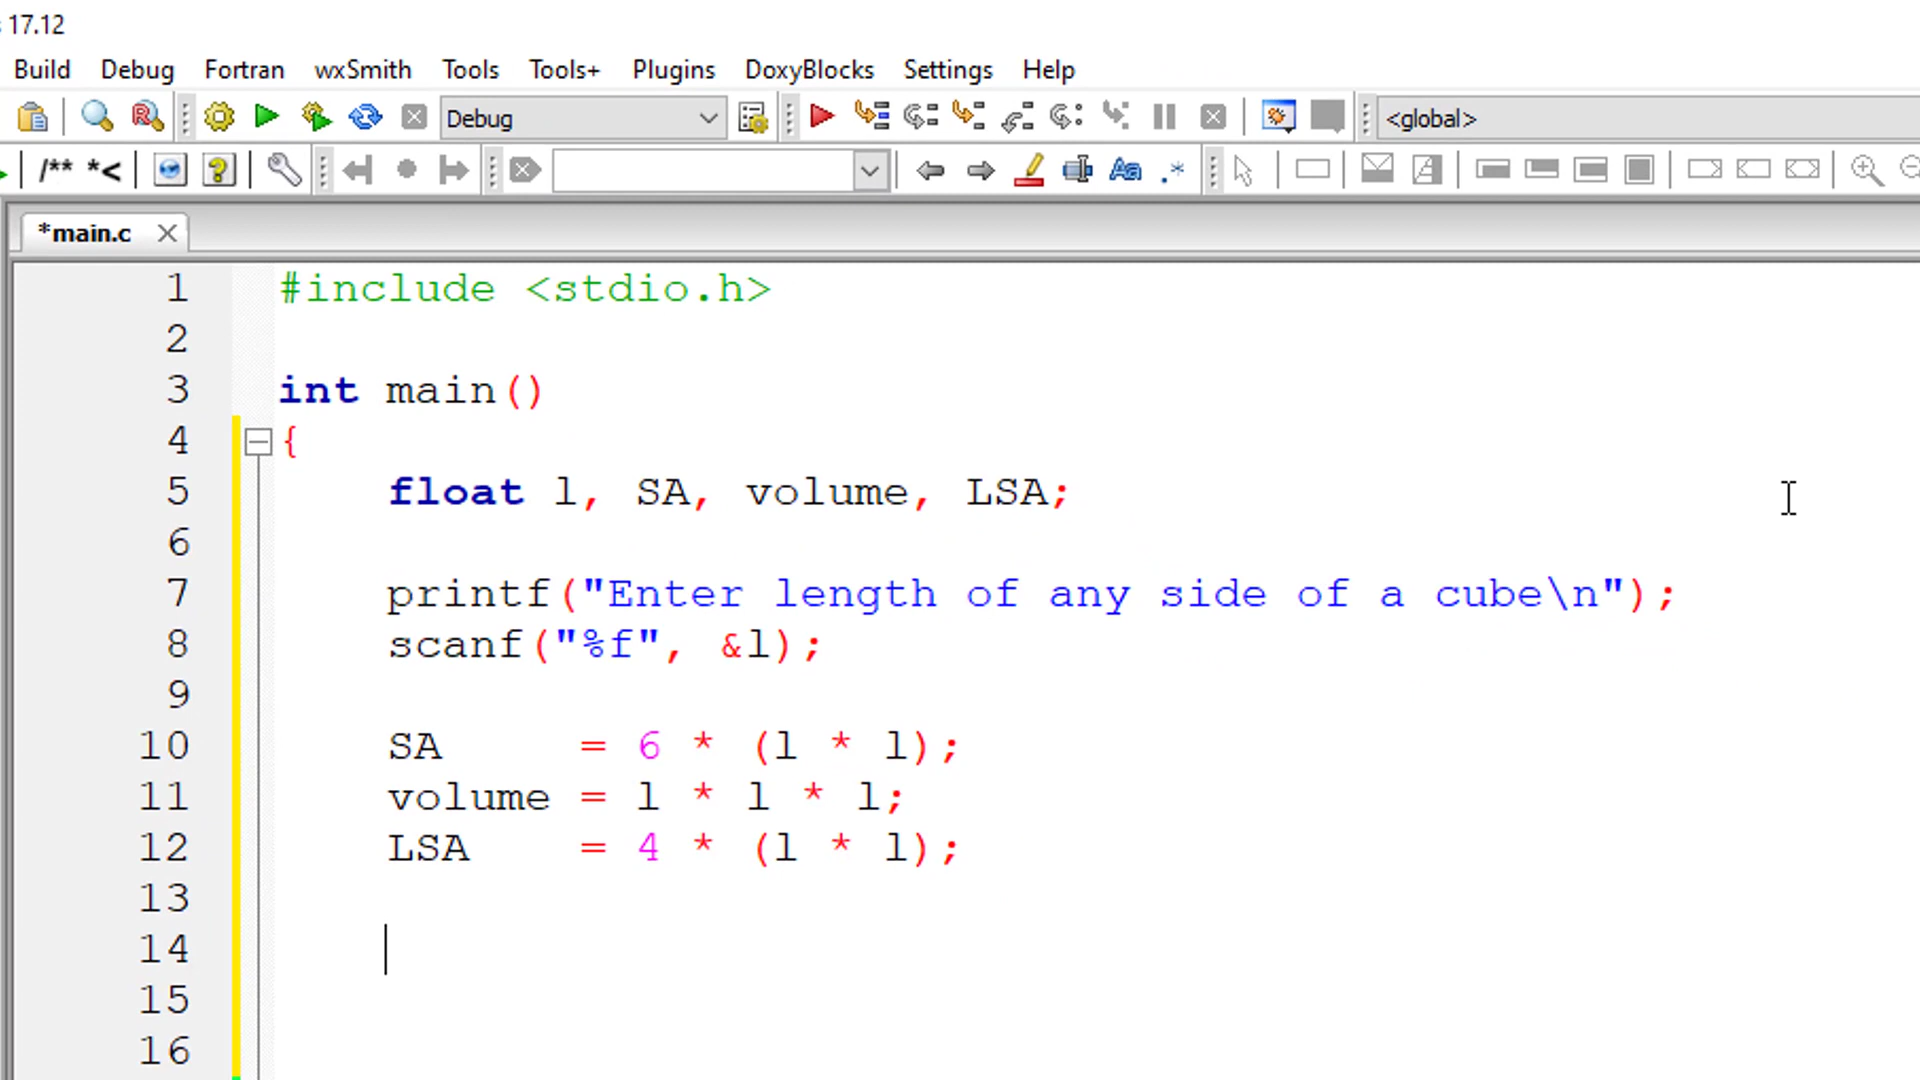 s 17.12
Build Debug Fortran wxSmith Tools Tools+ Plugins DoxyBlocks Settings Help
Debug <global>
/** *<
*main.c
1 #include <stdio.h>
2
3 int main()
4 {
5 float l, SA, volume, LSA;
6
7 printf("Enter length of any side of a cube\n");
8 scanf("%f", &l);
9
10 SA = 6 * (l * l);
11 volume = l * l * l;
12 LSA = 4 * (l * l);
13
14
15
16